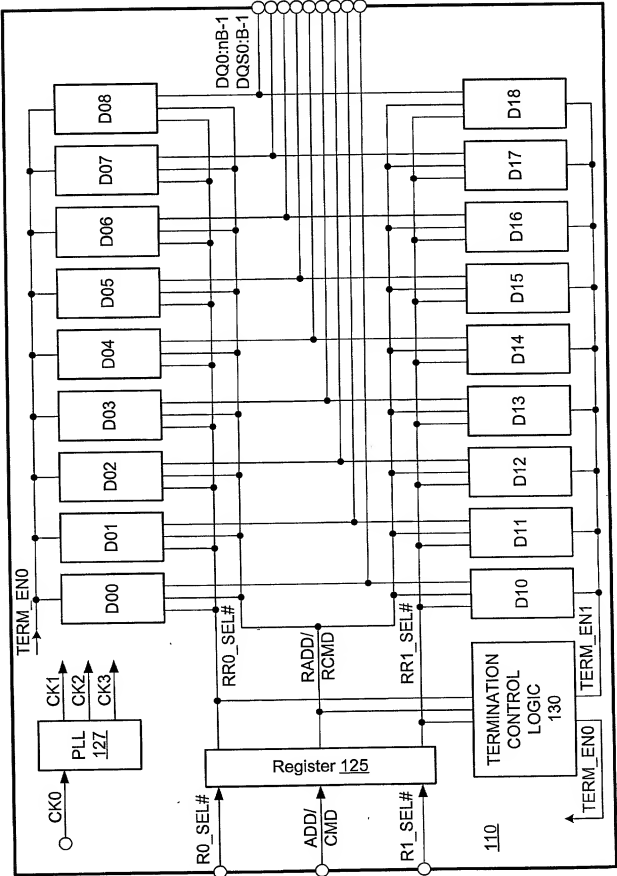 DQ0:nB-1
DQS0:B-1
D08
D18
D07
D17
D06
D16
D05
D15
D04
D14
D03
D13
D02
D12
D01
D11
D00
D10
TERM_EN0
CK1
CK2
CK3
PLL
127
CK0
RR0_SEL#
RADD/
RCMD
RR1_SEL#
TERM_EN1
TERMINATION
CONTROL
LOGIC
130
TERM_EN0
Register 125
R0_SEL#
ADD/
CMD
R1_SEL#
110